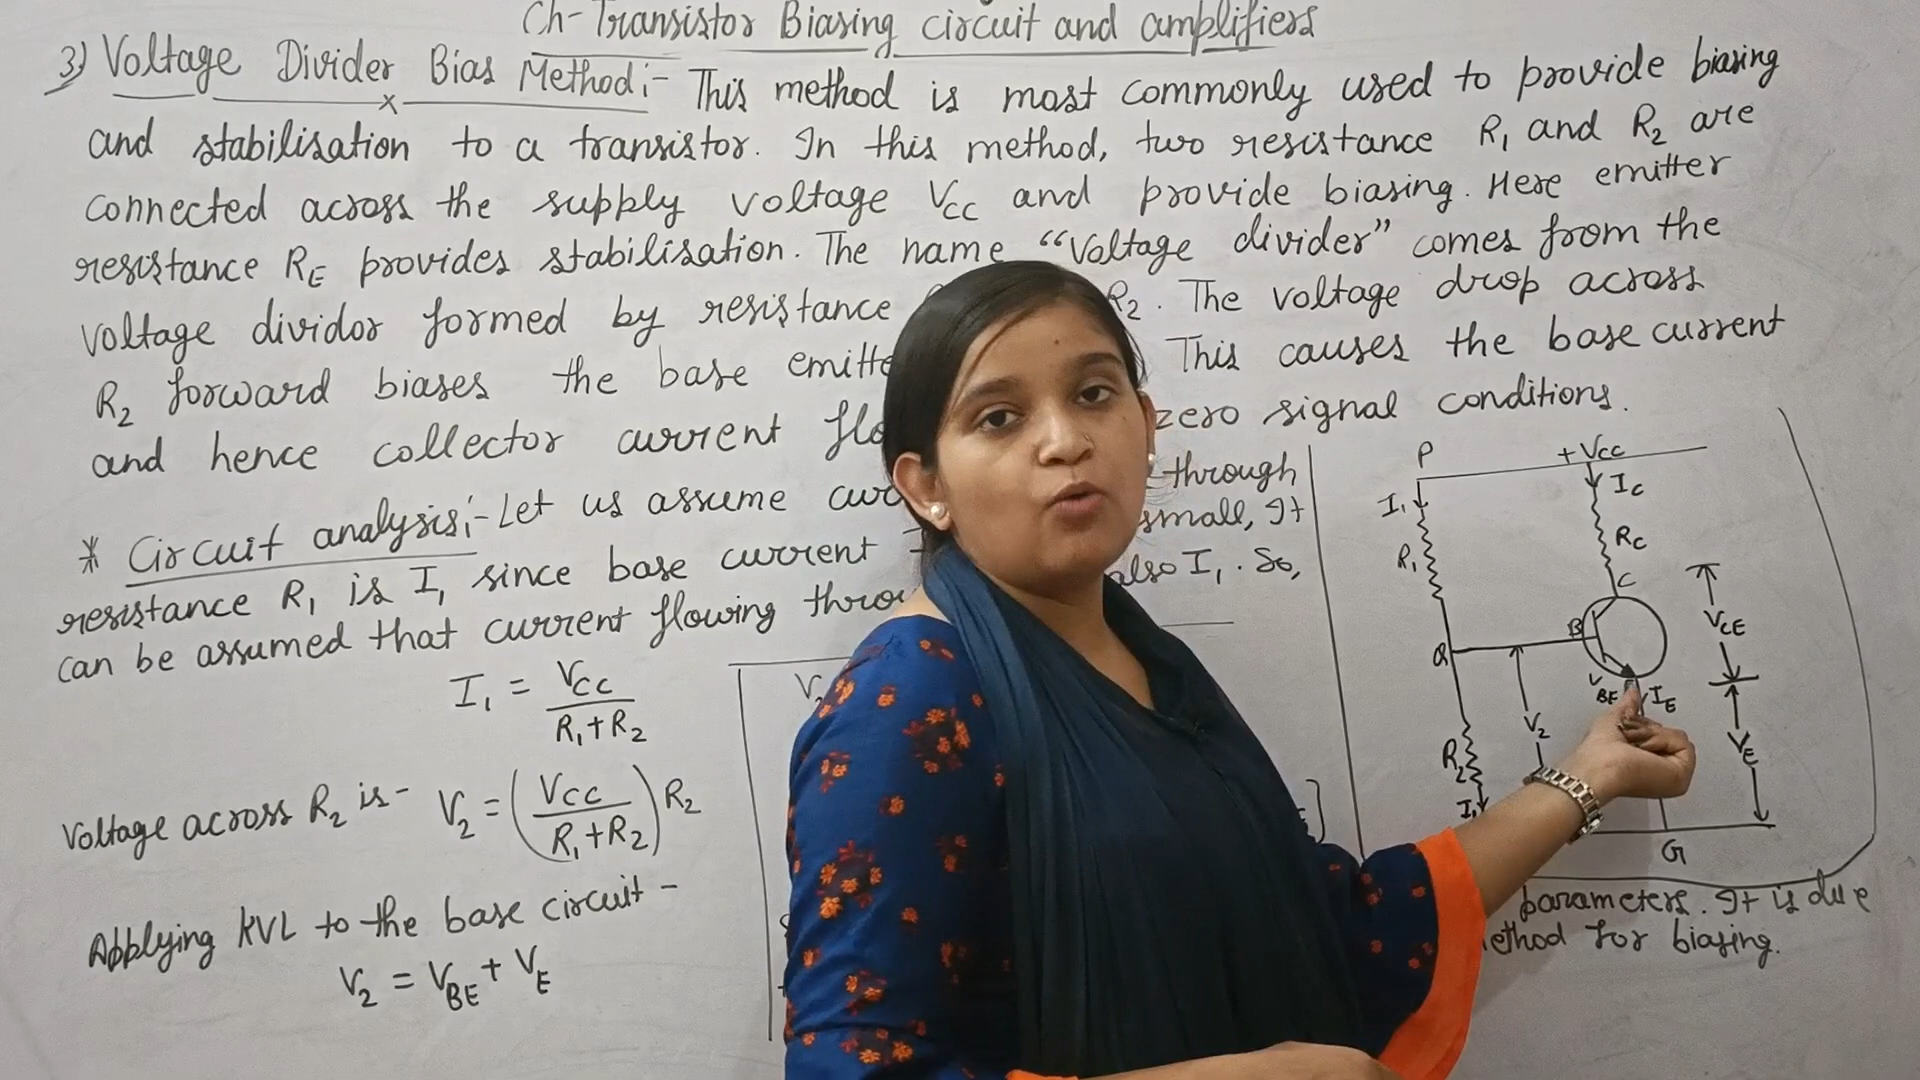 Ch- Transistor Biasing circuit and amplifiers
3) Voltage Divider Bias Method:- This method is most commonly used to provide biasing
and stabilisation to a transistor. In this method, two resistance R1 and R2 are
connected across the supply voltage Vcc and provide biasing. Here emitter
resistance RE provides stabilisation. The name "Voltage divider" comes from the
voltage dividor formed by resistance R2. The voltage drop across
R2 forward biases the base emitte This causes the base current
and hence collector current flo zero signal conditions.
* Circuit analysis:- Let us assume cur through
resistance R1 is I1 since base current small, It
can be assumed that current flowing throu also I1. So,
I1 = Vcc / R1+R2
Voltage across R2 is- V2 = (Vcc / R1+R2) R2
Applying KVL to the base circuit-
V2 = VBE + VE
P
+Vcc
I1
IC
R1
RC
C
B
Q
VCE
VBE
IE
V2
R2
VE
I1
G
parameters. It is due
ethod for biasing.